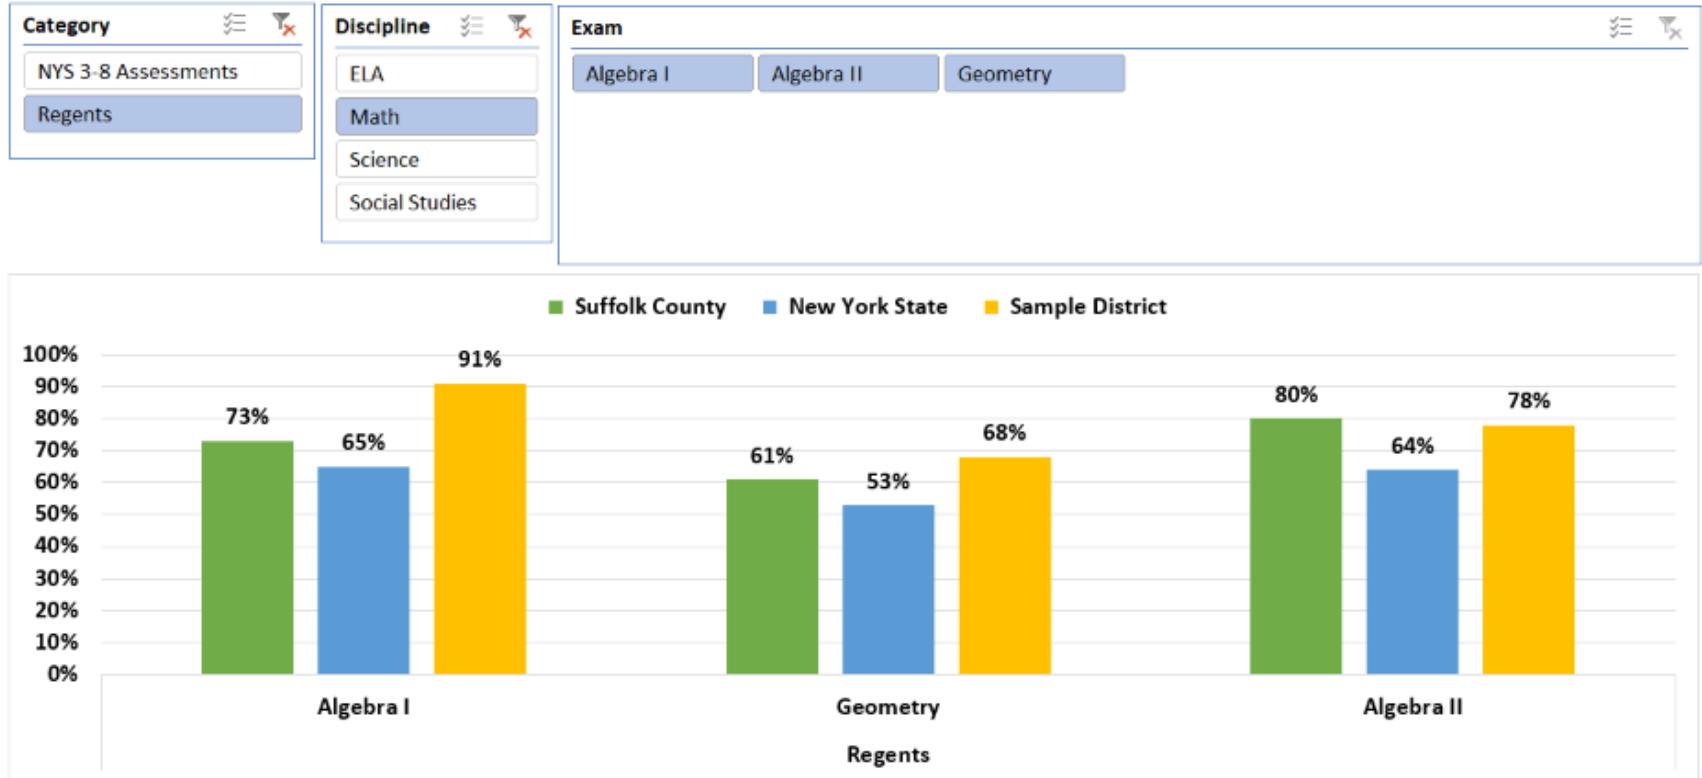 Category
NYS 3-8 Assessments
Regents
Discipline
ELA
Math
Science
Social Studies
Exam
Algebra I Algebra II Geometry
Suffolk County New York State Sample District
100%
90%
80%
70%
60%
50%
40%
30%
20%
10%
0%
73% 65% 91%
61% 53% 68%
80% 64% 78%
Algebra I Geometry Algebra II
Regents